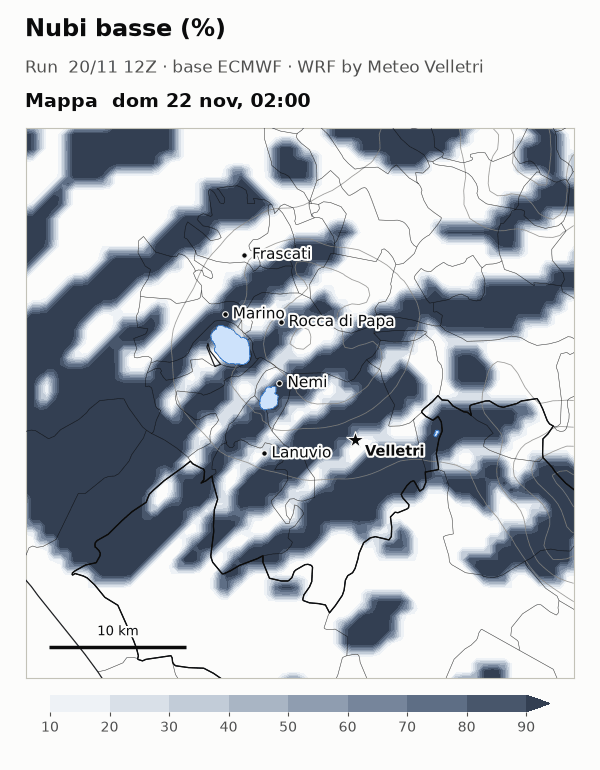 Nubi basse (%)
Run  20/11 12Z · base ECMWF · WRF by Meteo Velletri
Mappa  dom 22 nov, 02:00
Frascati
Marino
Rocca di Papa
Nemi
Velletri
Lanuvio
10 km
10 20 30 40 50 60 70 80 90